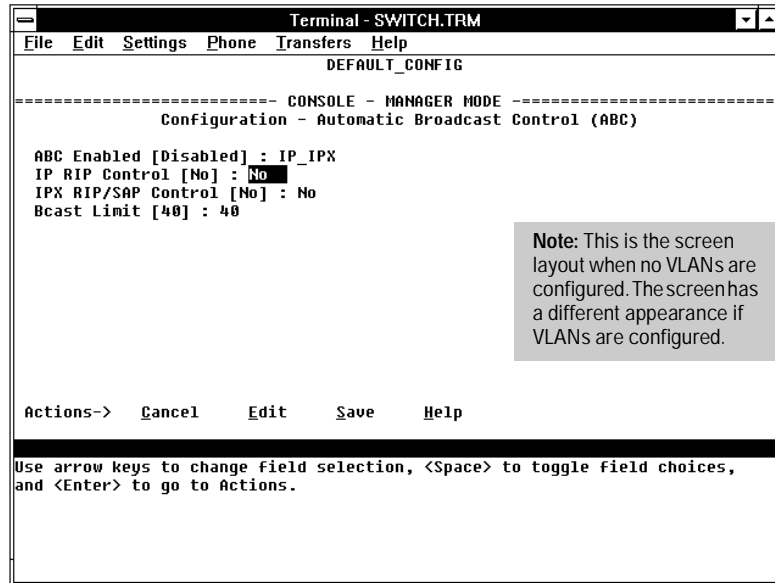 Terminal - SWITCH.TRM
File Edit Settings Phone Transfers Help
DEFAULT_CONFIG
==========================- CONSOLE - MANAGER MODE -==========================
Configuration - Automatic Broadcast Control (ABC)
ABC Enabled [Disabled] : IP_IPX
IP RIP Control [No] : No
IPX RIP/SAP Control [No] : No
Bcast Limit [40] : 40
Note: This is the screen
layout when no VLANs are
configured. The screen has
a different appearance if
VLANs are configured.
Actions-> Cancel Edit Save Help
Use arrow keys to change field selection, <Space> to toggle field choices,
and <Enter> to go to Actions.